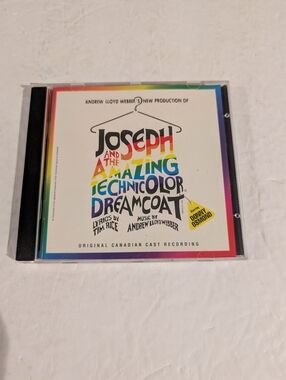 ANDREW LLOYD WEBBER'S NEW PRODUCTION OF
JOSEPH
AND THE
AMAZING
TECHNICOLOR
DREAMCOAT
LYRICS BY
TIM RICE
MUSIC BY
ANDREW LLOYD WEBBER
DONNY
OSMOND
ORIGINAL CANADIAN CAST RECORDING